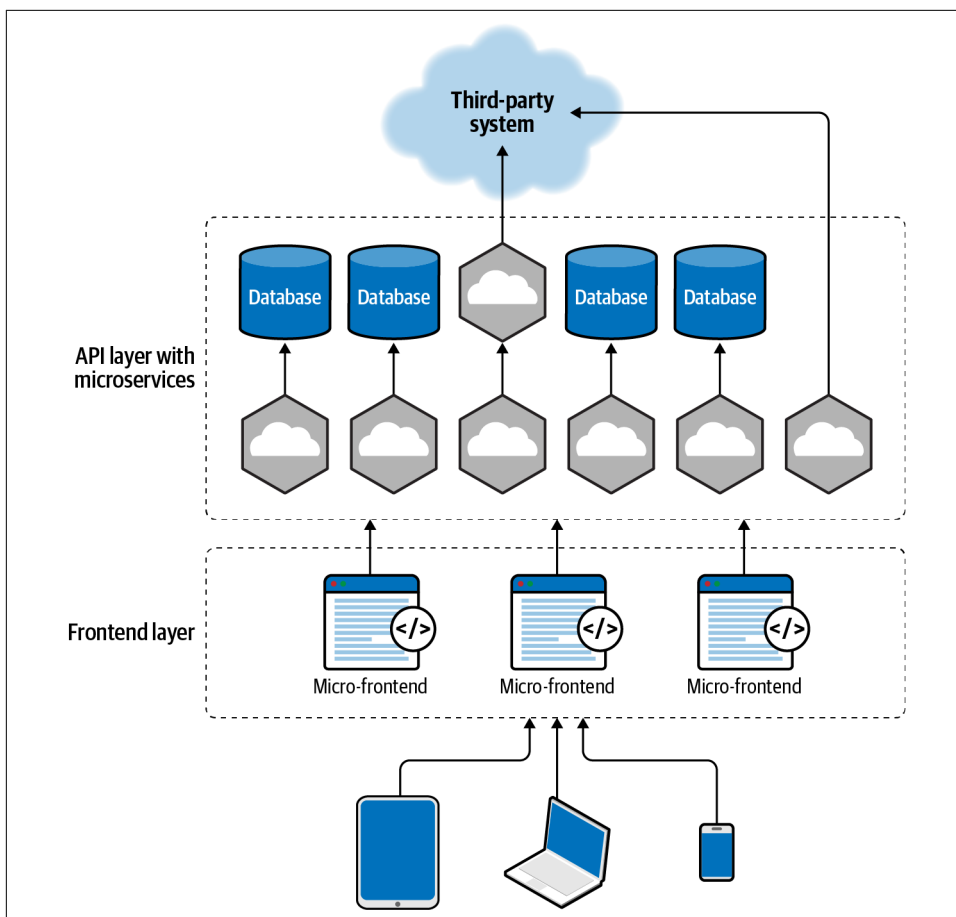 Third-party
system
Database
Database
Database
Database
API layer with
microservices
</>
</>
</>
Frontend layer
Micro-frontend
Micro-frontend
Micro-frontend